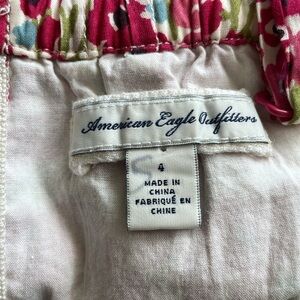 American Eagle Outfitters
S 4
MADE IN
CHINA
FABRIQUÉ EN
CHINE